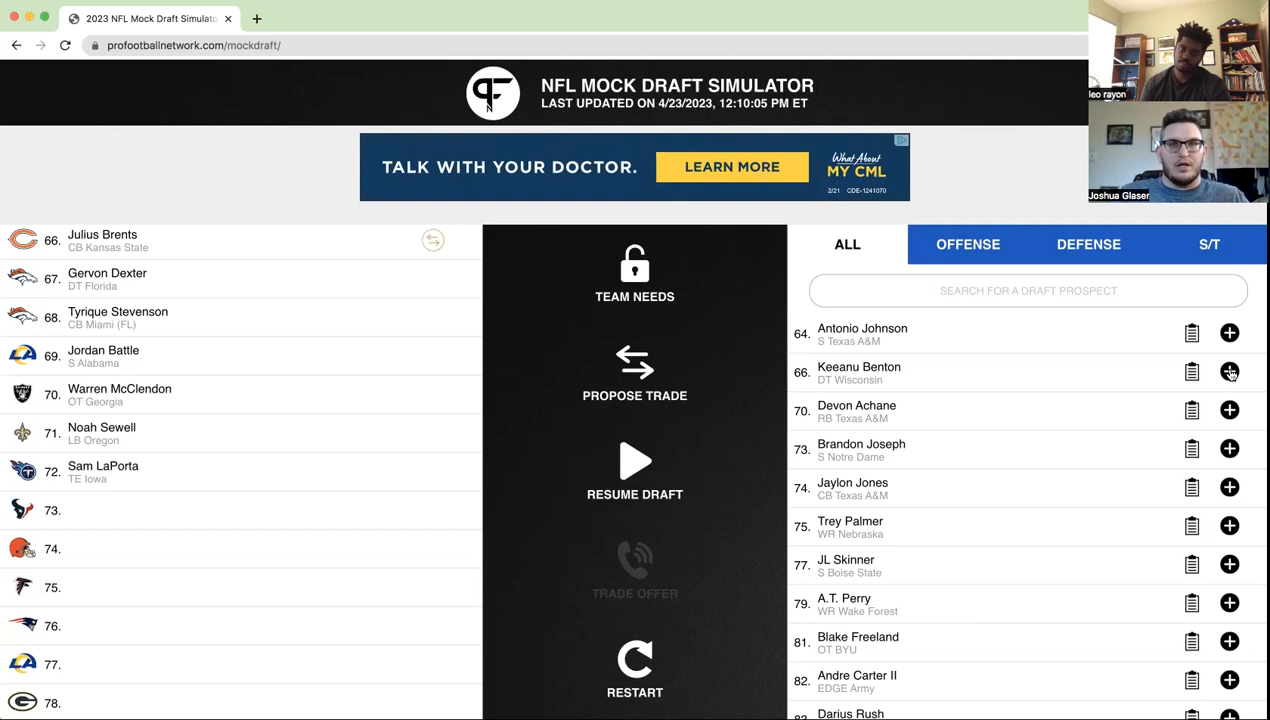 2023 NFL Mock Draft Simulato
profootballnetwork.com/mockdraft/
PFN
NFL MOCK DRAFT SIMULATOR
LAST UPDATED ON 4/23/2023, 12:10:05 PM ET
TALK WITH YOUR DOCTOR.
LEARN MORE
What About
MY CML
2/21 CDE-1241070
leo rayon
Joshua Glaser
66. Julius Brents
CB Kansas State
67. Gervon Dexter
DT Florida
68. Tyrique Stevenson
CB Miami (FL)
69. Jordan Battle
S Alabama
70. Warren McClendon
OT Georgia
71. Noah Sewell
LB Oregon
72. Sam LaPorta
TE Iowa
73.
74.
75.
76.
77.
78.
TEAM NEEDS
PROPOSE TRADE
RESUME DRAFT
TRADE OFFER
RESTART
ALL OFFENSE DEFENSE S/T
SEARCH FOR A DRAFT PROSPECT
64. Antonio Johnson
S Texas A&M
66. Keeanu Benton
DT Wisconsin
70. Devon Achane
RB Texas A&M
73. Brandon Joseph
S Notre Dame
74. Jaylon Jones
CB Texas A&M
75. Trey Palmer
WR Nebraska
77. JL Skinner
S Boise State
79. A.T. Perry
WR Wake Forest
81. Blake Freeland
OT BYU
82. Andre Carter II
EDGE Army
83. Darius Rush